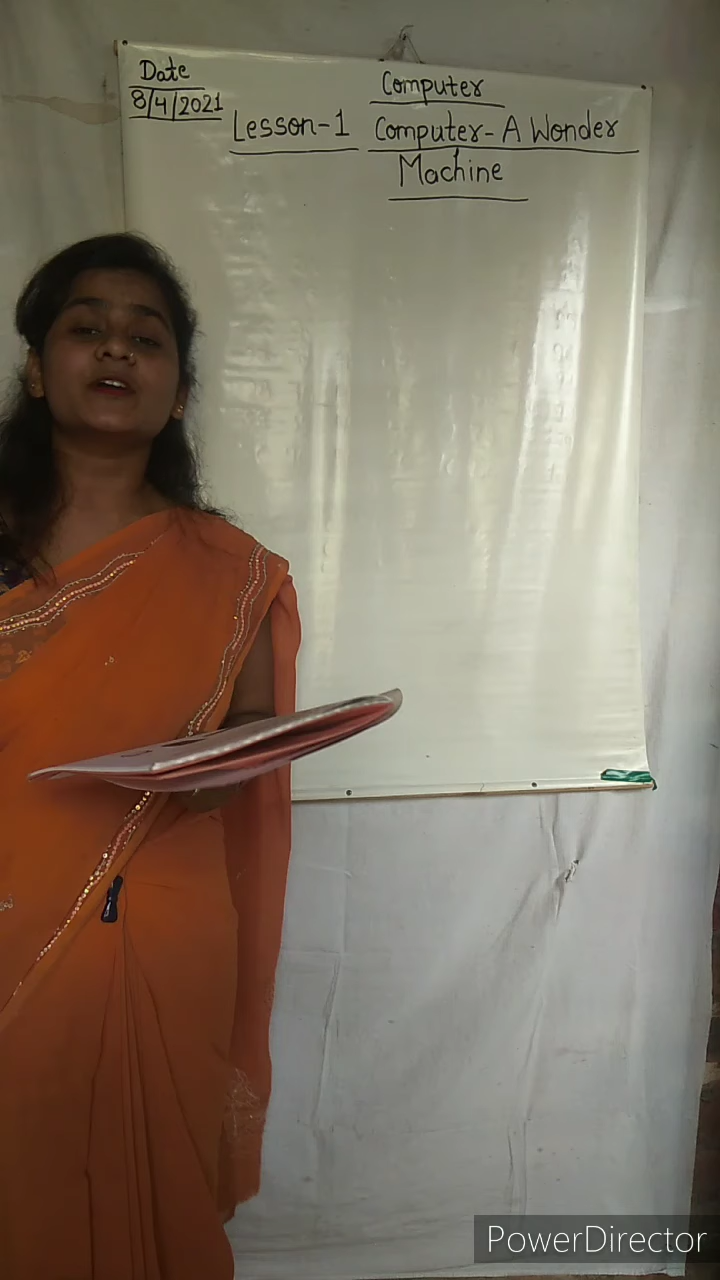 Date
8/4/2021
Computer
Lesson-1 Computer- A Wonder
Machine
PowerDirector